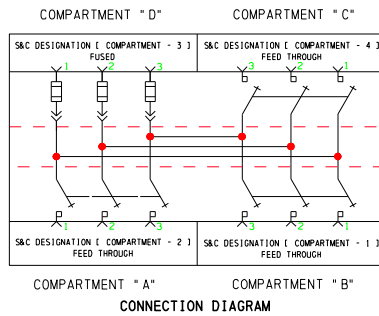 COMPARTMENT "D"
COMPARTMENT "C"
S&C DESIGNATION [ COMPARTMENT - 3 ]
FUSED
S&C DESIGNATION [ COMPARTMENT - 4 ]
FEED THROUGH
1 2 3
3 2 1
1 2 3
3 2 1
S&C DESIGNATION [ COMPARTMENT - 2 ]
FEED THROUGH
S&C DESIGNATION [ COMPARTMENT - 1 ]
FEED THROUGH
COMPARTMENT "A"
COMPARTMENT "B"
CONNECTION DIAGRAM